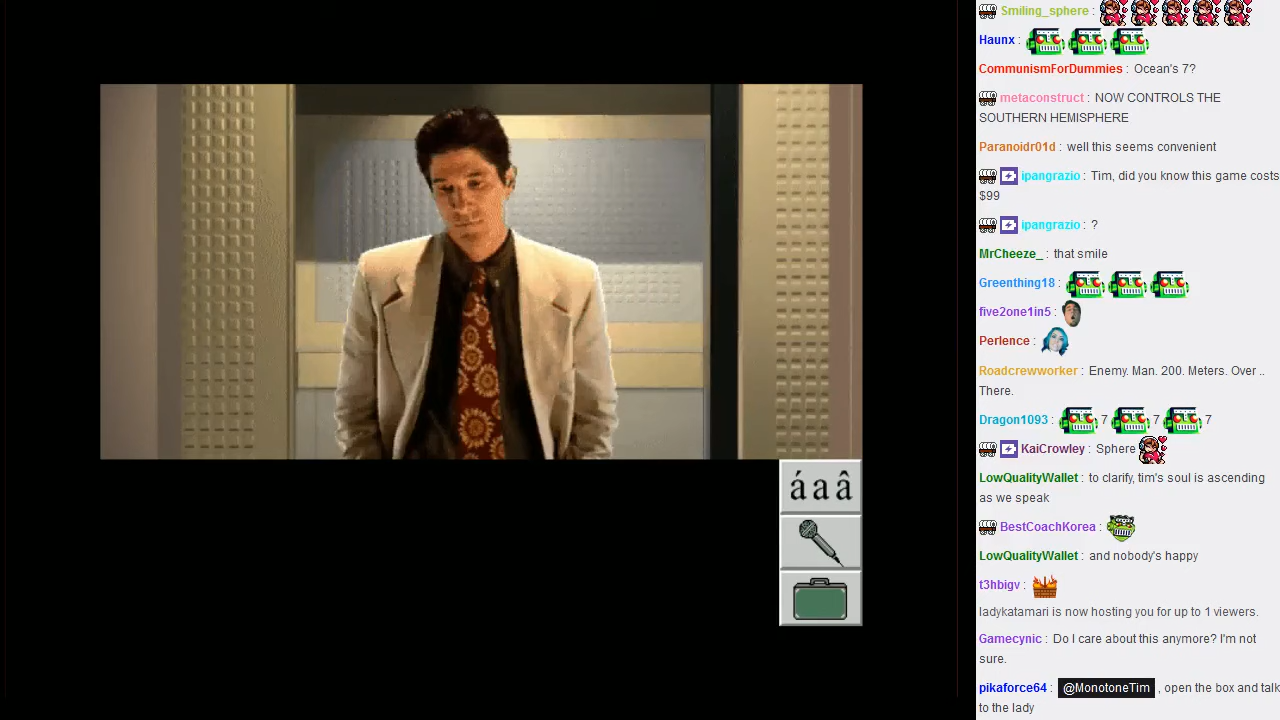 Smiling_sphere :
Haunx :
CommunismForDummies : Ocean's 7?
metaconstruct : NOW CONTROLS THE
SOUTHERN HEMISPHERE
Paranoidr01d : well this seems convenient
ipangrazio : Tim, did you know this game costs
$99
ipangrazio : ?
MrCheeze_ : that smile
Greenthing18 :
five2one1in5 :
Perlence :
Roadcrewworker : Enemy. Man. 200. Meters. Over ..
There.
Dragon1093 : 7 7 7
KaiCrowley : Sphere
LowQualityWallet : to clarify, tim's soul is ascending
as we speak
BestCoachKorea :
LowQualityWallet : and nobody's happy
t3hbigv :
ladykatamari is now hosting you for up to 1 viewers.
Gamecynic : Do I care about this anymore? I'm not
sure.
pikaforce64 : @MonotoneTim , open the box and talk
to the lady
á a â